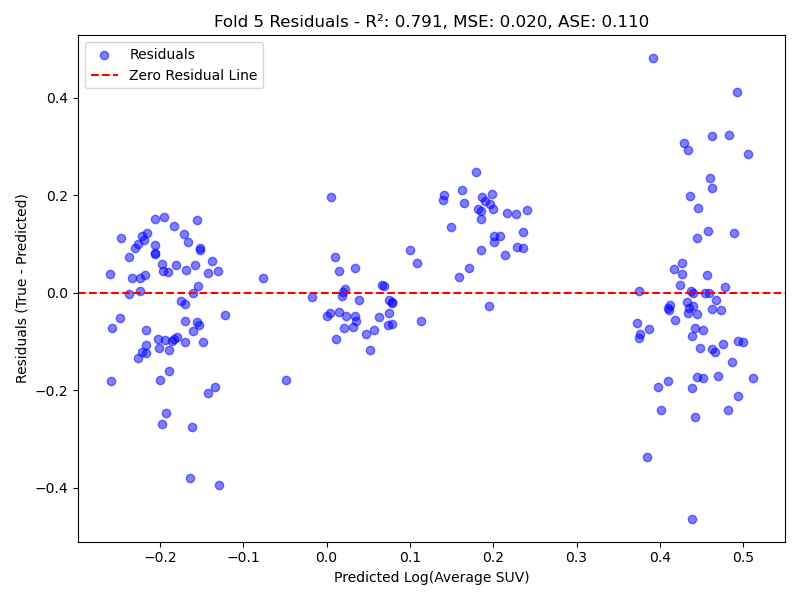 Fold 5 Residuals - R²: 0.791, MSE: 0.020, ASE: 0.110
Residuals
Zero Residual Line
Residuals (True - Predicted)
0.4
0.2
0.0
−0.2
−0.4
−0.2
−0.1
0.0
0.1
0.2
0.3
0.4
0.5
Predicted Log(Average SUV)